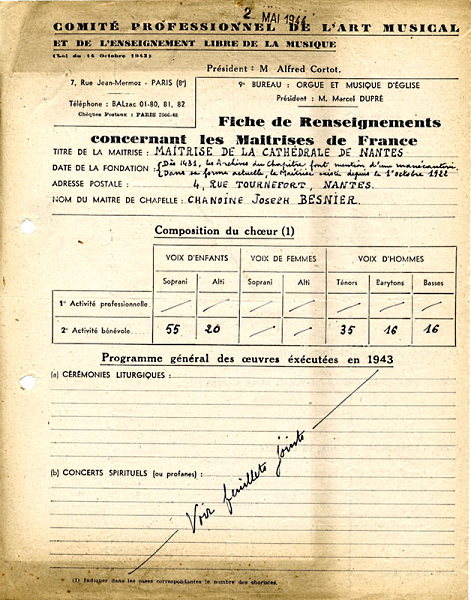 2 - MAI 1944
COMITÉ PROFESSIONNEL DE L'ART MUSICAL
ET DE L'ENSEIGNEMENT LIBRE DE LA MUSIQUE
(Loi du 14 Octobre 1943)
Président : M Alfred Cortot.
7, Rue Jean-Mermoz - PARIS (8e)
Téléphone : BALzac 01-80, 81, 82
Chèques Postaux : PARIS 7666-68
9e BUREAU : ORGUE ET MUSIQUE D'ÉGLISE
Président : M. Marcel DUPRÉ
Fiche de Renseignements
concernant les Maîtrises de France
TITRE DE LA MAITRISE : MAÎTRISE DE LA CATHÉDRALE DE NANTES
DATE DE LA FONDATION : Dès 1431, les Archives du Chapitre font mention d'une manécanterie.
Dans sa forme actuelle, la Maîtrise existe depuis le 1er octobre 1922
ADRESSE POSTALE : 4, RUE TOURNEFORT, NANTES.
NOM DU MAITRE DE CHAPELLE : CHANOINE JOSEPH BESNIER.
Composition du chœur (1)
VOIX D'ENFANTS VOIX DE FEMMES VOIX D'HOMMES
Soprani Alti Soprani Alti Ténors Barytons Basses
1° Activité professionnelle.
2° Activité bénévole..... 55 20 35 16 16
Programme général des œuvres éxécutées en 1943
(a) CÉRÉMONIES LITURGIQUES :
(b) CONCERTS SPIRITUELS (ou profanes) :
Voir feuillets joints
(1) Indiquer dans les cases correspondantes le nombre des choristes.